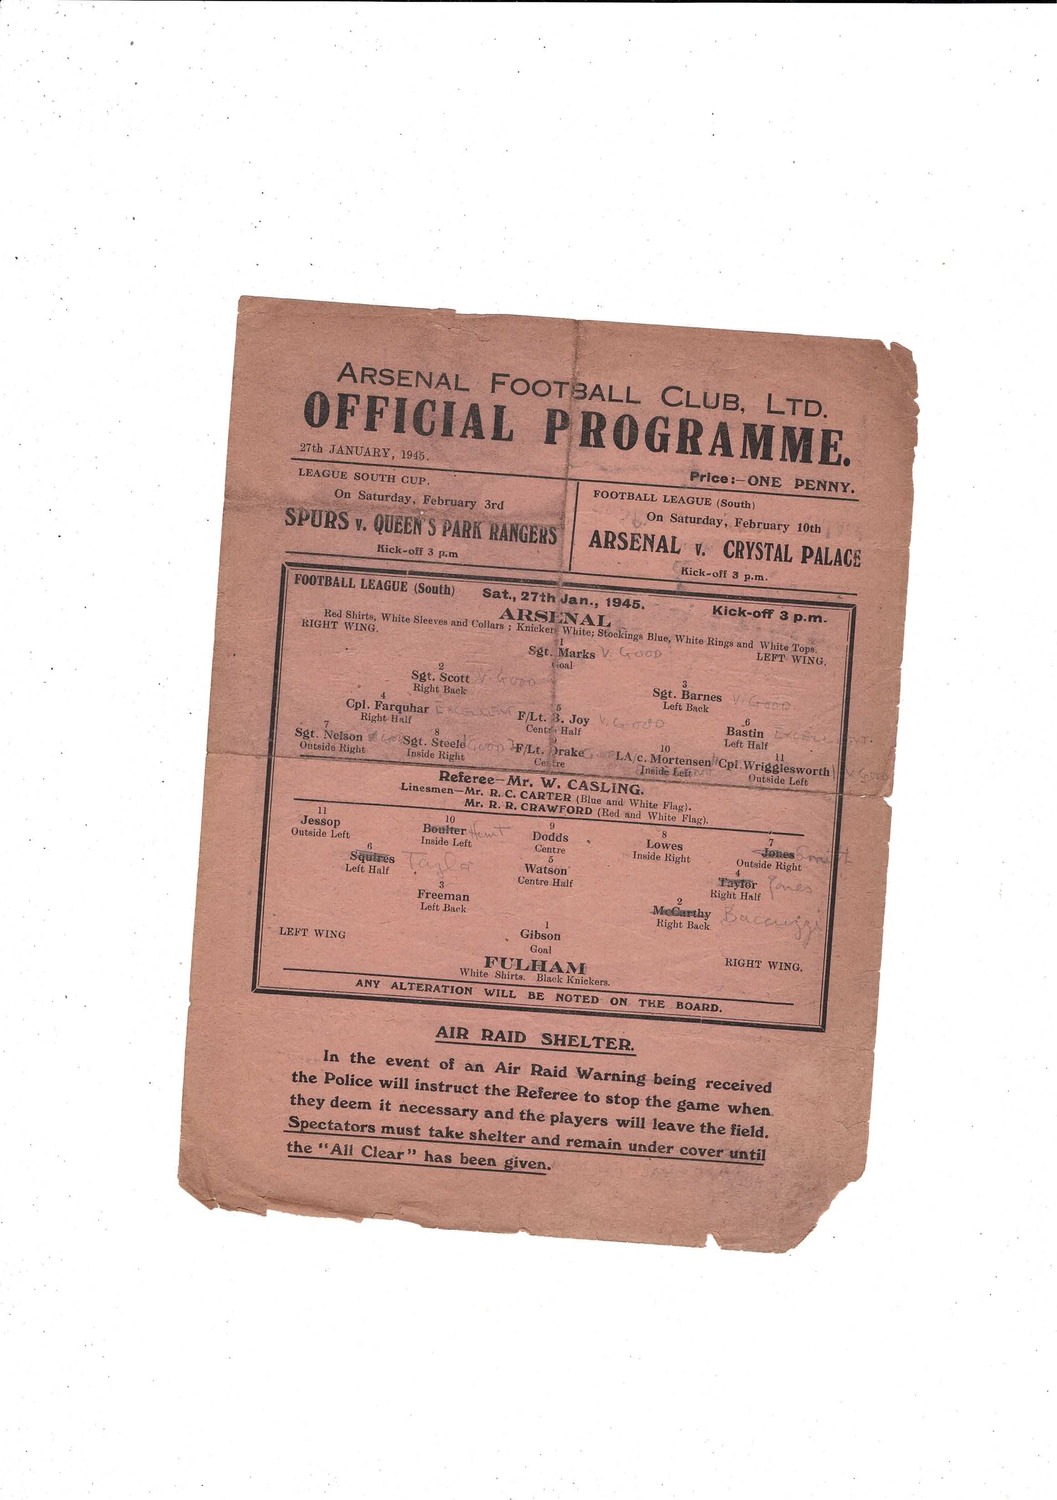 ARSENAL FOOTBALL CLUB, LTD.
OFFICIAL PROGRAMME.
27th JANUARY, 1945.
Price:—ONE PENNY.
LEAGUE SOUTH CUP.
On Saturday, February 3rd
SPURS v. QUEEN'S PARK RANGERS
Kick-off 3 p.m
FOOTBALL LEAGUE (South)
On Saturday, February 10th
ARSENAL v. CRYSTAL PALACE
Kick-off 3 p.m.
FOOTBALL LEAGUE (South) Sat., 27th Jan., 1945. Kick-off 3 p.m.
ARSENAL
Red Shirts, White Sleeves and Collars ; Knickers White; Stockings Blue, White Rings and White Tops.
RIGHT WING. LEFT WING.
1
Sgt. Marks V. GOOD
Goal
2 3
Sgt. Scott V. GOOD Sgt. Barnes V. GOOD.
Right Back Left Back
4 5 6
Cpl. Farquhar EXCELLENT F/Lt. B. Joy V. GOOD Bastin EXCELLENT.
Right Half Centre Half Left Half
7 8 9 10 11
Sgt. Nelson GOOD Sgt. Steele GOOD F/Lt. Drake LA/c. Mortensen Cpl. Wrigglesworth V GOOD
Outside Right Inside Right Centre Inside Left Outside Left
Referee—Mr. W. CASLING.
Linesmen—Mr. R. C. CARTER (Blue and White Flag).
Mr. R. R. CRAWFORD (Red and White Flag).
11 10 9 8 7
Jessop Boulter Dodds Lowes Jones Smith
Outside Left Inside Left Centre Inside Right Outside Right
6 5 4
Squires Taylor Watson Taylor Jones
Left Half Centre Half Right Half
3 2
Freeman McCarthy Bacuzzi
Left Back Right Back
1
LEFT WING Gibson RIGHT WING.
Goal
FULHAM
White Shirts. Black Knickers.
ANY ALTERATION WILL BE NOTED ON THE BOARD.
AIR RAID SHELTER.
In the event of an Air Raid Warning being received
the Police will instruct the Referee to stop the game when
they deem it necessary and the players will leave the field.
Spectators must take shelter and remain under cover until
the "All Clear" has been given.